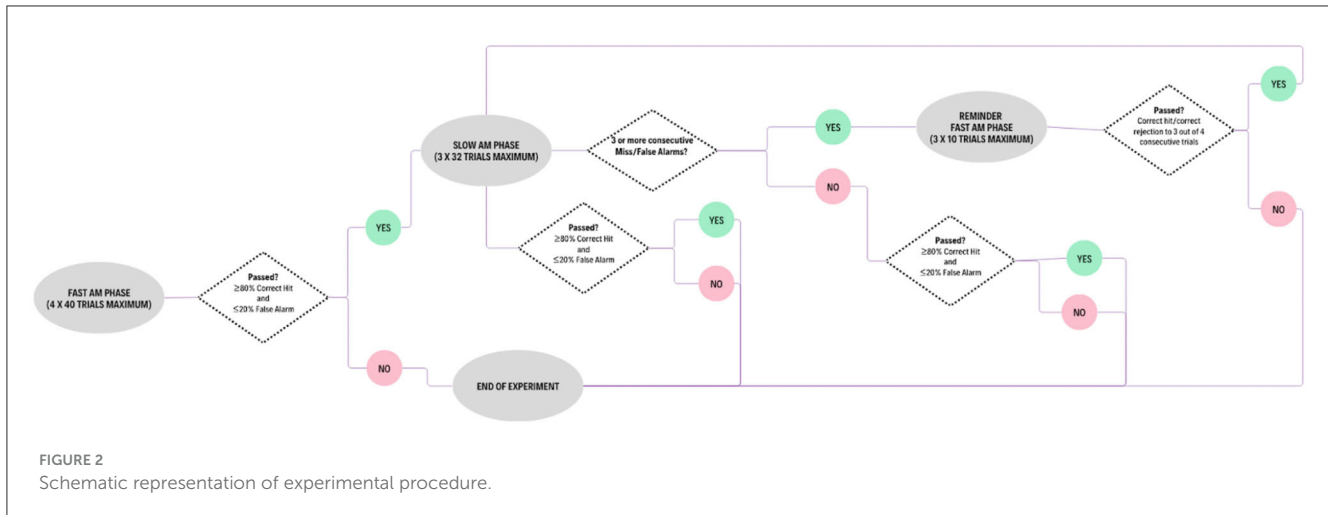 FAST AM PHASE
(4 X 40 TRIALS MAXIMUM)
Passed?
≥80% Correct Hit
and
≤20% False Alarm
YES
NO
SLOW AM PHASE
(3 X 32 TRIALS MAXIMUM)
3 or more consecutive
Miss/False Alarms?
YES
NO
REMINDER
FAST AM PHASE
(3 X 10 TRIALS MAXIMUM)
Passed?
Correct hit/correct
rejection to 3 out of 4
consecutive trials
YES
NO
Passed?
≥80% Correct Hit
and
≤20% False Alarm
YES
NO
Passed?
≥80% Correct Hit
and
≤20% False Alarm
YES
NO
END OF EXPERIMENT
FIGURE 2
Schematic representation of experimental procedure.